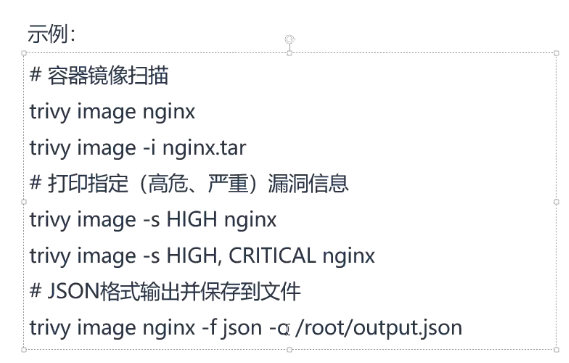 示例：
# 容器镜像扫描
trivy image nginx
trivy image -i nginx.tar
# 打印指定（高危、严重）漏洞信息
trivy image -s HIGH nginx
trivy image -s HIGH, CRITICAL nginx
# JSON格式输出并保存到文件
trivy image nginx -f json -o /root/output.json